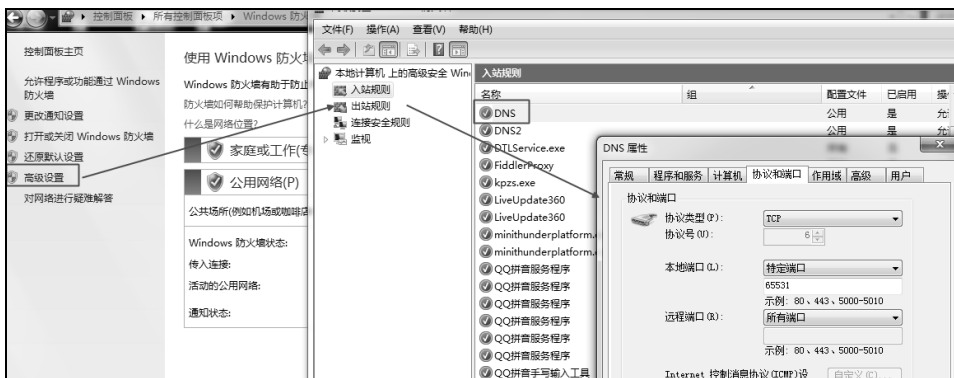 控制面板 ▸ 所有控制面板项 ▸ Windows 防火
控制面板主页
允许程序或功能通过 Windows
防火墙
更改通知设置
打开或关闭 Windows 防火墙
还原默认设置
高级设置
对网络进行疑难解答
使用 Windows 防火墙
Windows 防火墙有助于防止
防火墙如何帮助保护计算机?
什么是网络位置?
家庭或工作(专
公用网络(P)
公共场所(例如机场或咖啡店
Windows 防火墙状态:
传入连接:
活动的公用网络:
通知状态:
文件(F) 操作(A) 查看(V) 帮助(H)
本地计算机 上的高级安全 Win
入站规则
出站规则
连接安全规则
监视
入站规则
名称 组 配置文件 已启用 操
DNS 公用 是 允
DNS2 公用 是 允
DTLService.exe
FiddlerProxy
kpzs.exe
LiveUpdate360
LiveUpdate360
minithunderplatform.
minithunderplatform.
QQ拼音服务程序
QQ拼音服务程序
QQ拼音服务程序
QQ拼音服务程序
QQ拼音服务程序
QQ拼音手写输入工具
DNS 属性
常规 程序和服务 计算机 协议和端口 作用域 高级 用户
协议和端口
协议类型(P): TCP
协议号(U): 6
本地端口(L): 特定端口
65531
示例: 80、443、5000-5010
远程端口(R): 所有端口
示例: 80、443、5000-5010
Internet 控制消息协议(ICMP)设 自定义(C)...